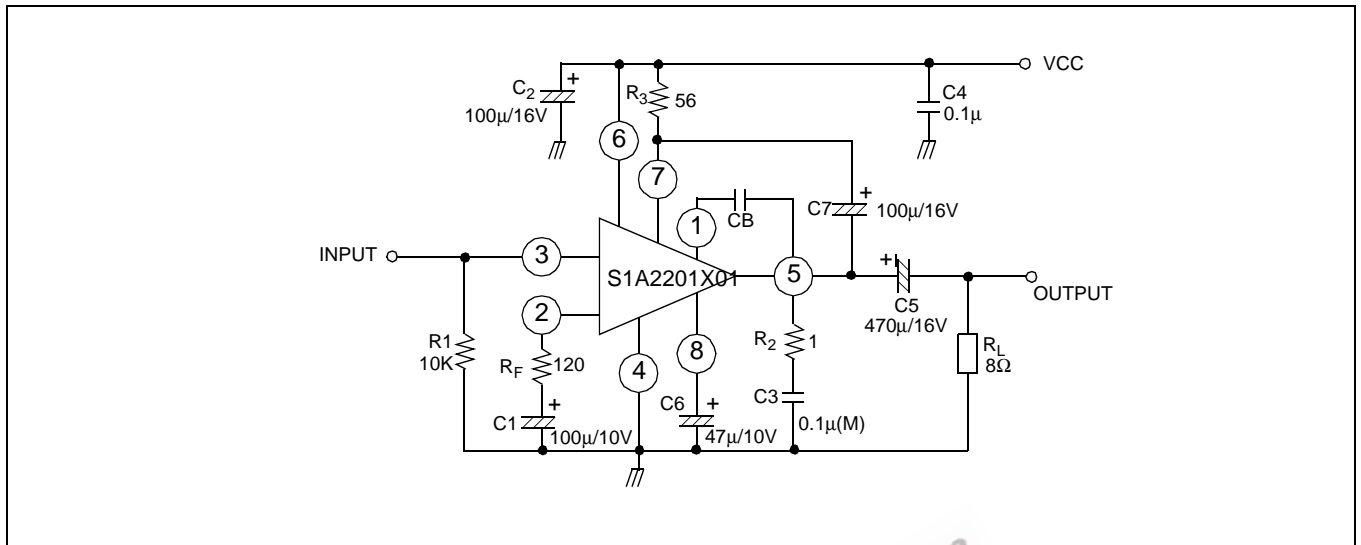 VCC
C2
+
100µ/16V
R3
56
C4
0.1µ
6
7
1
CB
C7
+
100µ/16V
INPUT
3
S1A2201X01
5
+
C5
470µ/16V
OUTPUT
2
R1
10K
RF
120
4
8
R2
1
RL
8Ω
C1
+
100µ/10V
C6
+
47µ/10V
C3
0.1µ(M)